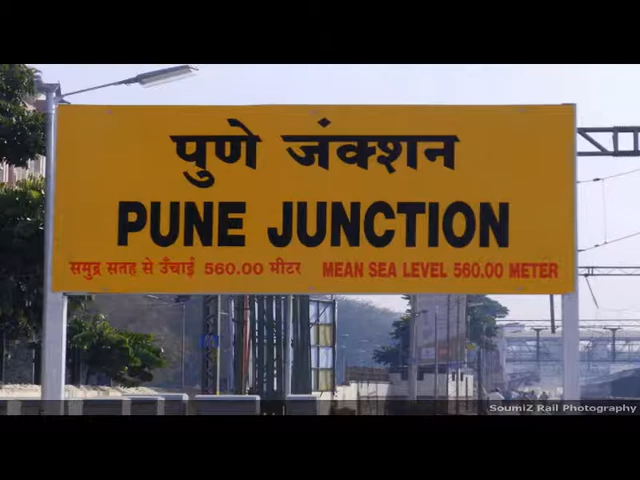 पुणे जंक्शन
PUNE JUNCTION
समुद्र सतह से उँचाई 560.00 मीटर MEAN SEA LEVEL 560.00 METER
SoumiZ Rail Photography